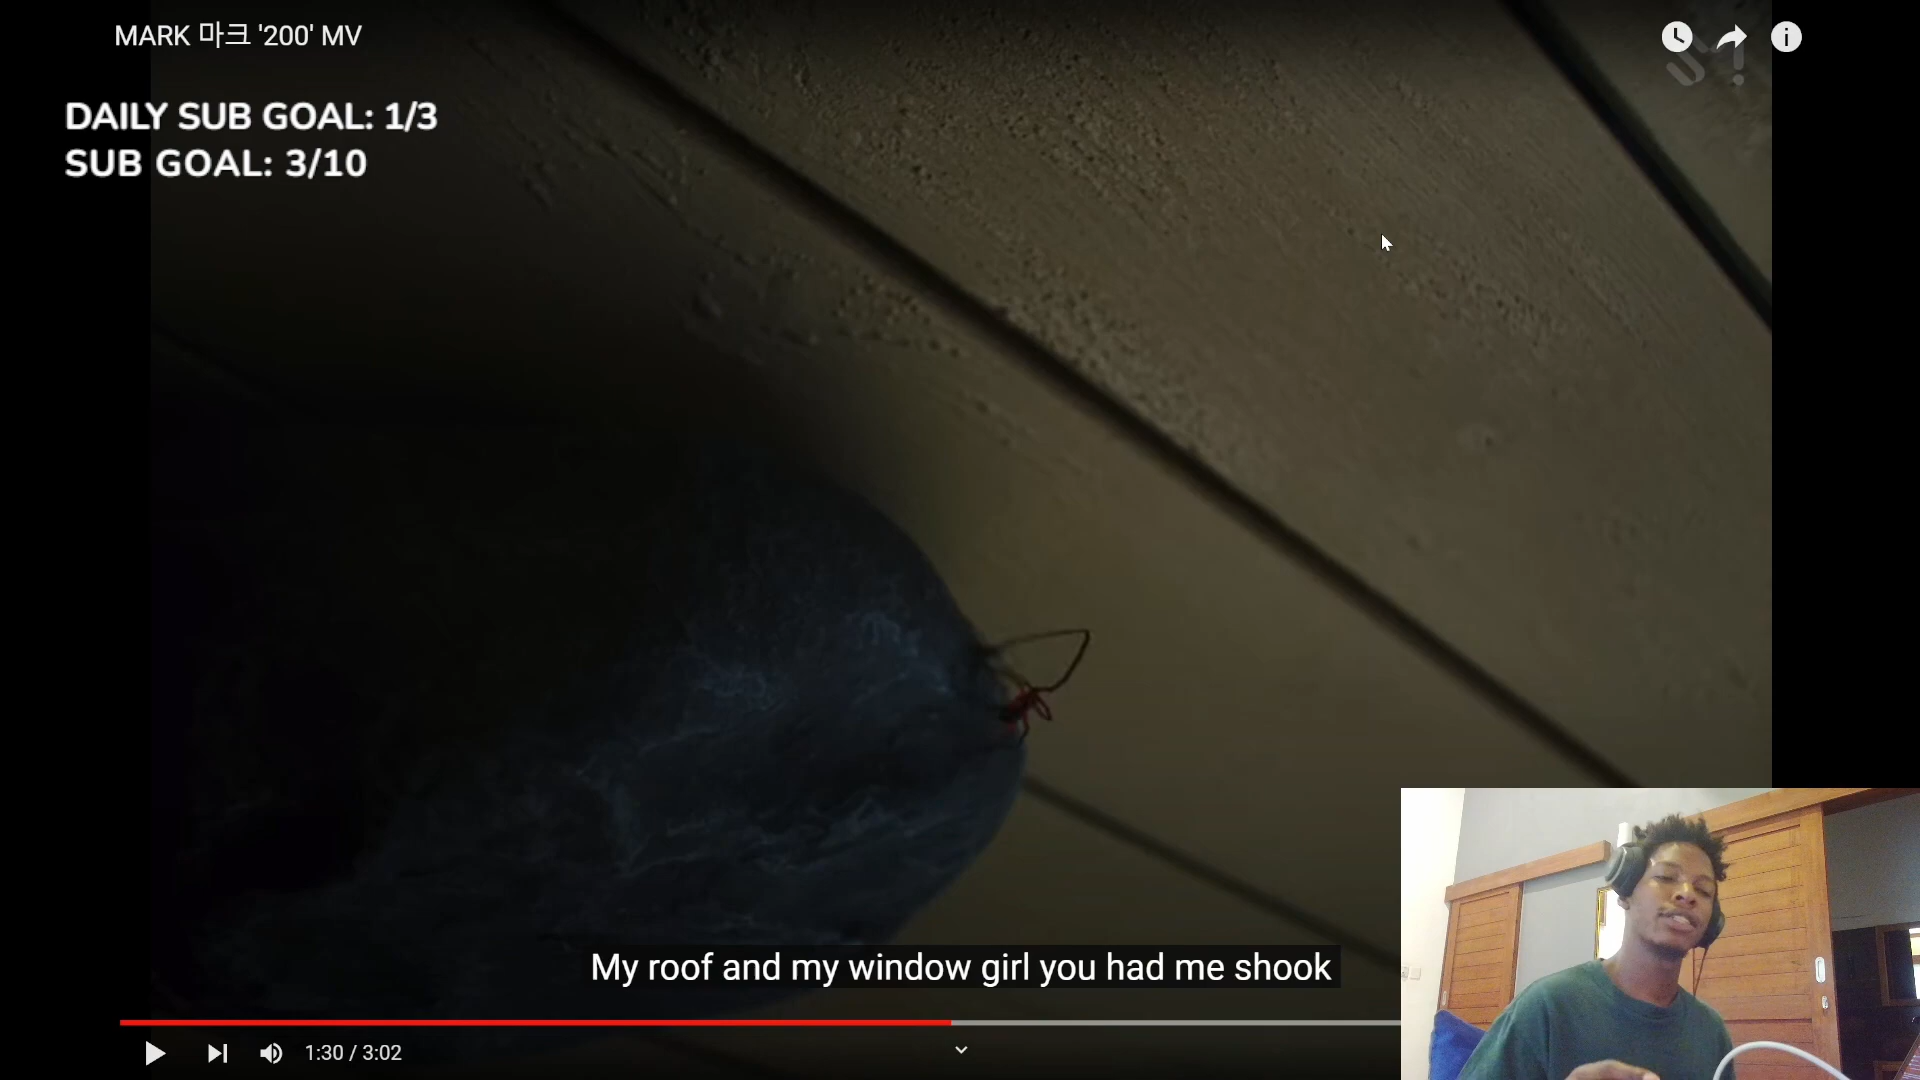 MARK 마크 '200' MV
DAILY SUB GOAL: 1/3
SUB GOAL: 3/10
My roof and my window girl you had me shook
1:30 / 3:02